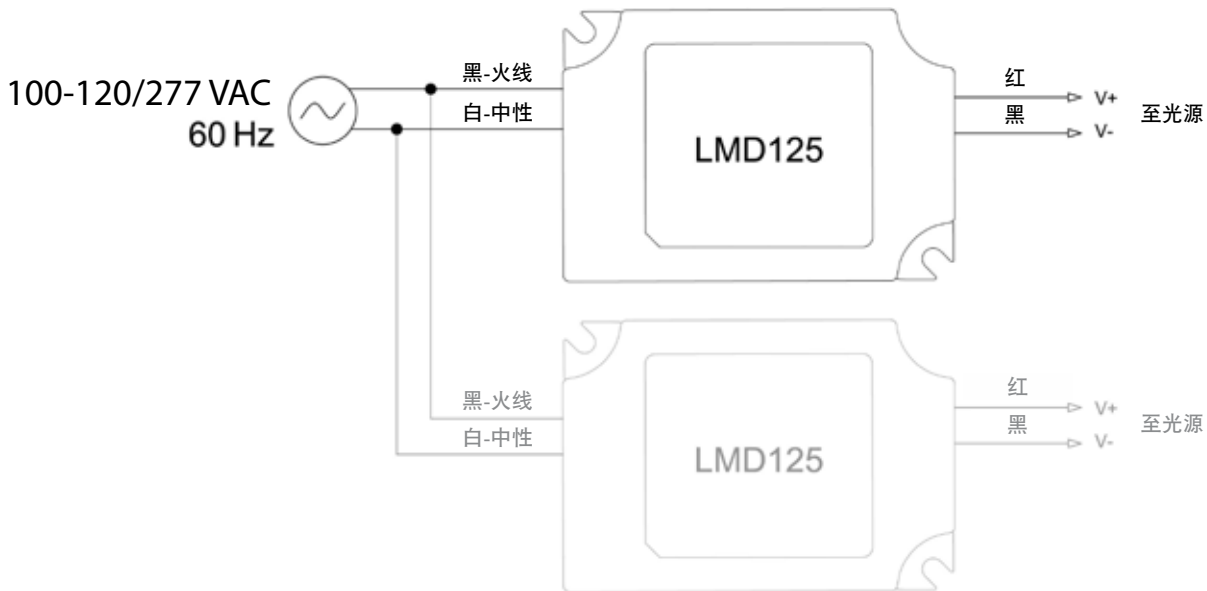 100-120/277 VAC
60 Hz
黑-火线
白-中性
LMD125
红
黑
V+
V-
至光源
黑-火线
白-中性
LMD125
红
黑
V+
V-
至光源